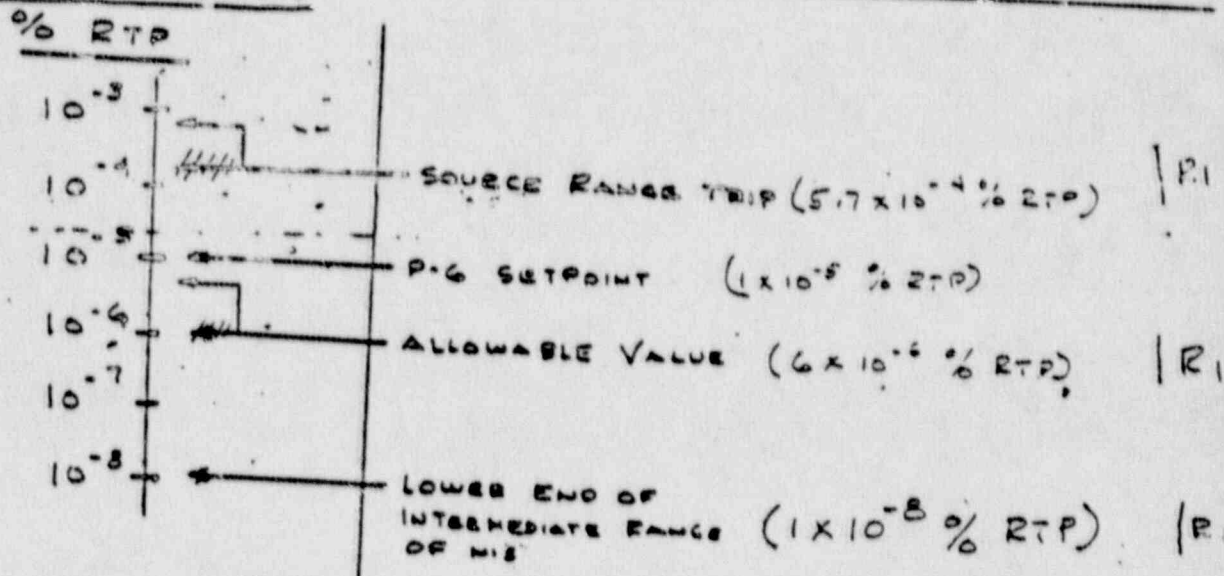 % RTP
10⁻³
10⁻⁴
SOURCE RANGE TRIP (5.7 x 10⁻⁴ % RTP) | R.1
10⁻⁵
P-6 SETPOINT (1 x 10⁻⁵ % RTP)
10⁻⁶
ALLOWABLE VALUE (6 x 10⁻⁶ % RTP) | R1
10⁻⁷
10⁻⁸
LOWER END OF
INTERMEDIATE RANGE (1 x 10⁻⁸ % RTP) | R
OF NIS